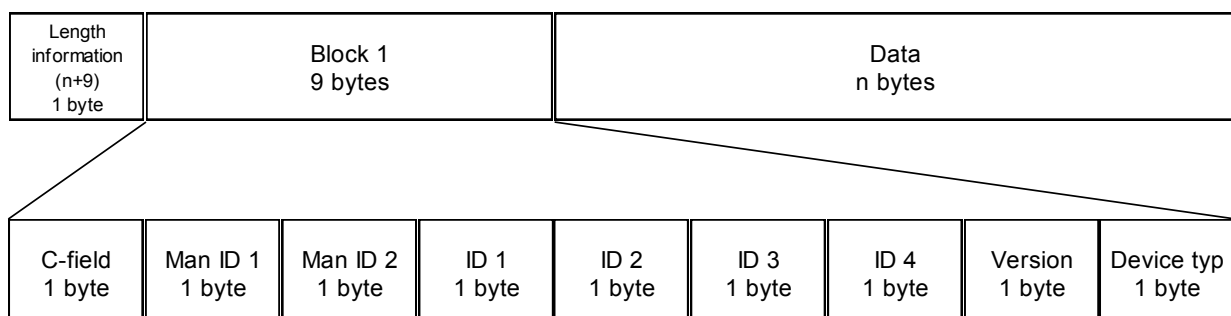 Length
information
(n+9)
1 byte
Block 1
9 bytes
Data
n bytes
C-field
1 byte
Man ID 1
1 byte
Man ID 2
1 byte
ID 1
1 byte
ID 2
1 byte
ID 3
1 byte
ID 4
1 byte
Version
1 byte
Device typ
1 byte